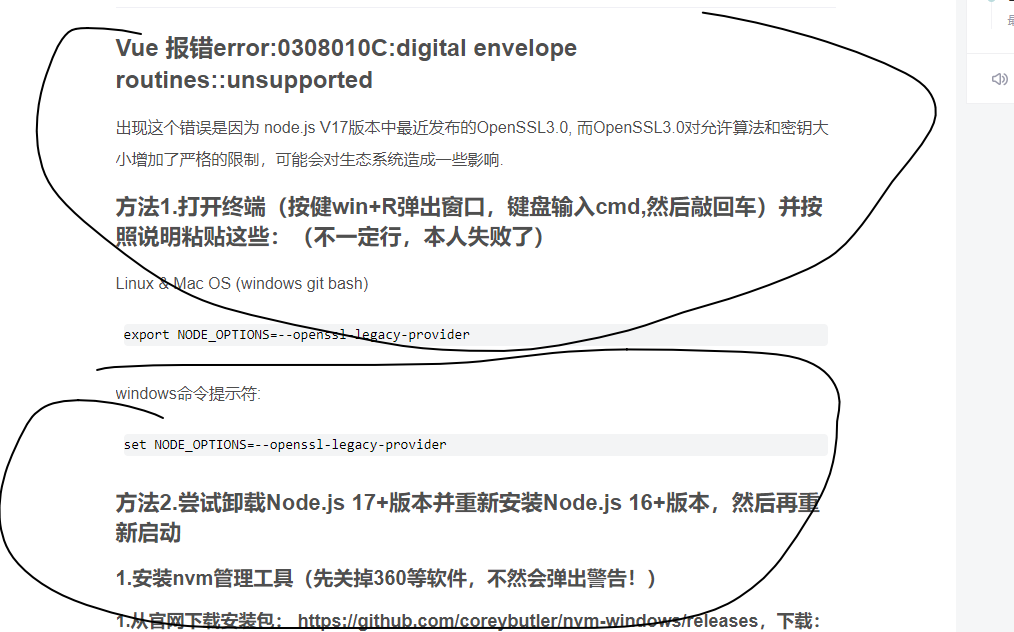 Vue 报错error:0308010C:digital envelope
routines::unsupported
出现这个错误是因为 node.js V17版本中最近发布的OpenSSL3.0, 而OpenSSL3.0对允许算法和密钥大
小增加了严格的限制，可能会对生态系统造成一些影响.
方法1.打开终端（按健win+R弹出窗口，键盘输入cmd,然后敲回车）并按
照说明粘贴这些：（不一定行，本人失败了）
Linux & Mac OS (windows git bash)
export NODE_OPTIONS=--openssl-legacy-provider
windows命令提示符:
set NODE_OPTIONS=--openssl-legacy-provider
方法2.尝试卸载Node.js 17+版本并重新安装Node.js 16+版本，然后再重
新启动
1.安装nvm管理工具（先关掉360等软件，不然会弹出警告！）
1.从官网下载安装包： https://github.com/coreybutler/nvm-windows/releases，下载：